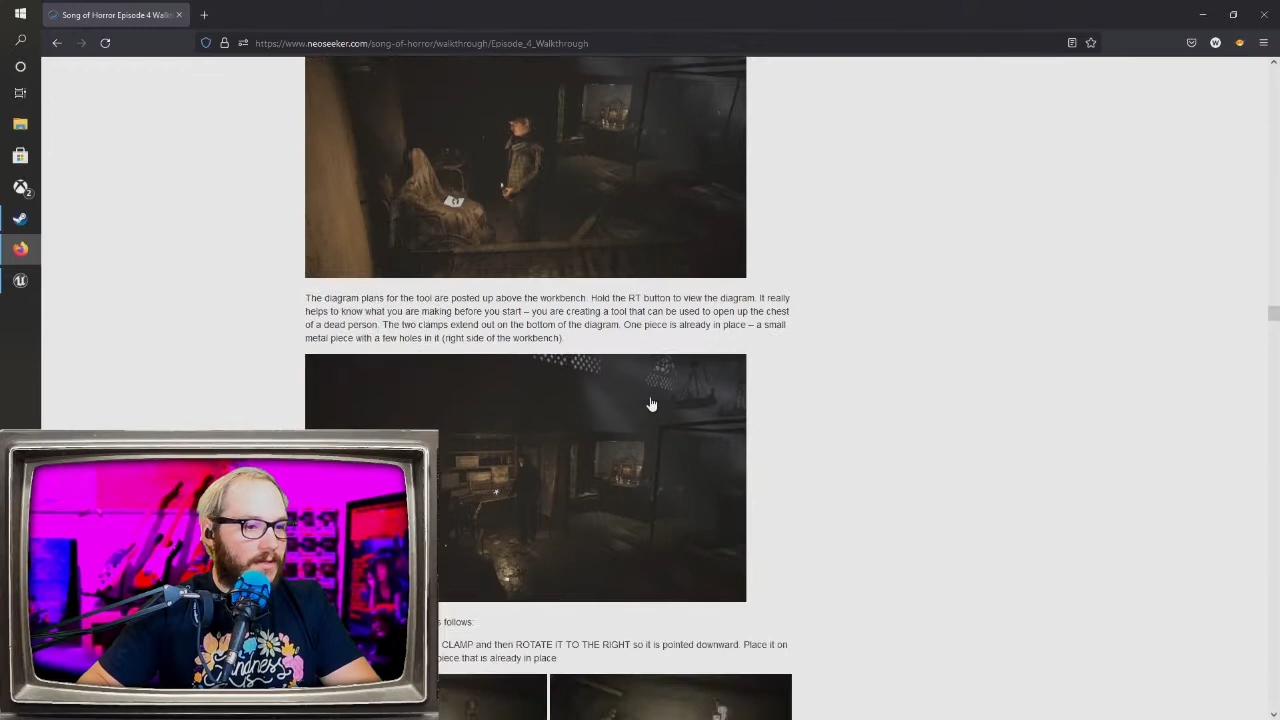 Song of Horror Episode 4 Walk
https://www.neoseeker.com/song-of-horror/walkthrough/Episode_4_Walkthrough
W
2
The diagram plans for the tool are posted up above the workbench. Hold the RT button to view the diagram. It really
helps to know what you are making before you start – you are creating a tool that can be used to open up the chest
of a dead person. The two clamps extend out on the bottom of the diagram. One piece is already in place – a small
metal piece with a few holes in it (right side of the workbench).
follows:
CLAMP and then ROTATE IT TO THE RIGHT so it is pointed downward. Place it on
piece that is already in place
kindness